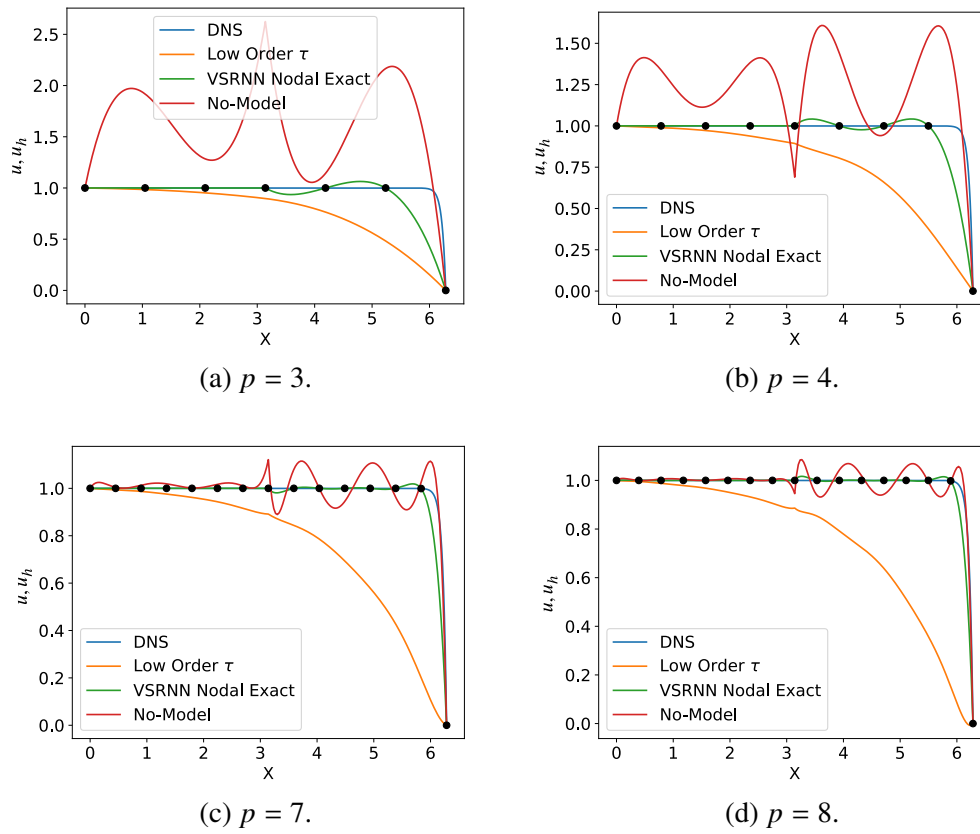 DNS
Low Order τ
VSRNN Nodal Exact
No-Model
2.5
2.0
1.5
1.0
0.5
0.0
u, u_h
0 1 2 3 4 5 6
X
(a) p = 3.
1.50
1.25
1.00
0.75
0.50
0.25
0.00
u, u_h
DNS
Low Order τ
VSRNN Nodal Exact
No-Model
0 1 2 3 4 5 6
X
(b) p = 4.
1.0
0.8
0.6
0.4
0.2
0.0
u, u_h
DNS
Low Order τ
VSRNN Nodal Exact
No-Model
0 1 2 3 4 5 6
X
(c) p = 7.
1.0
0.8
0.6
0.4
0.2
0.0
u, u_h
DNS
Low Order τ
VSRNN Nodal Exact
No-Model
0 1 2 3 4 5 6
X
(d) p = 8.